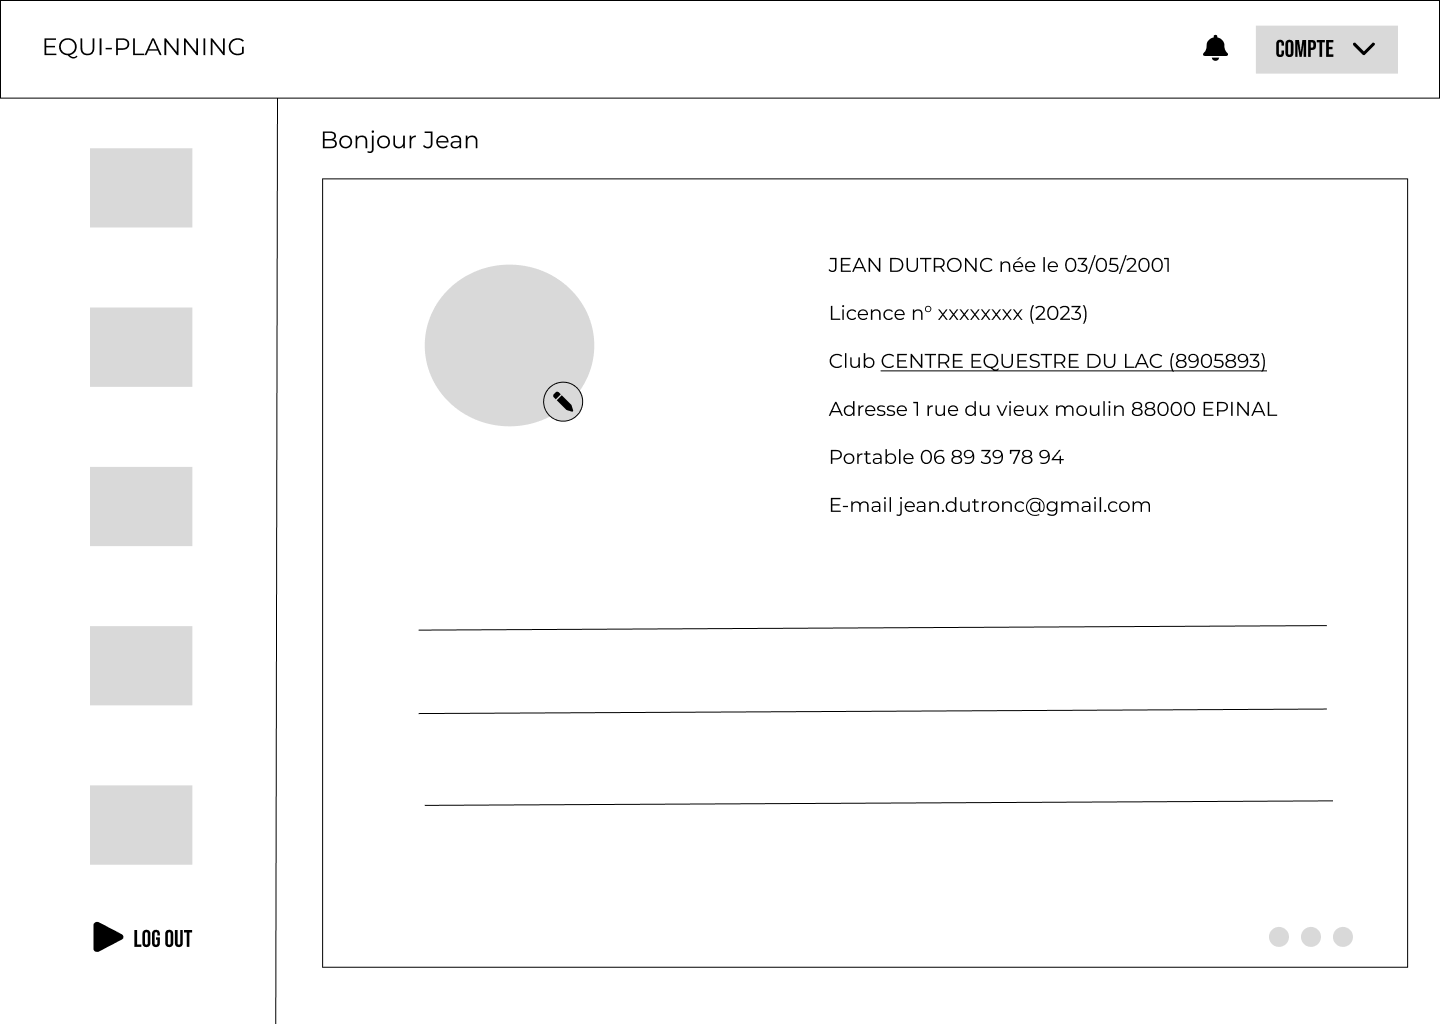 EQUI-PLANNING
COMPTE
Bonjour Jean
JEAN DUTRONC née le 03/05/2001
Licence n° xxxxxxxx (2023)
Club CENTRE EQUESTRE DU LAC (8905893)
Adresse 1 rue du vieux moulin 88000 EPINAL
Portable 06 89 39 78 94
E-mail jean.dutronc@gmail.com
LOG OUT